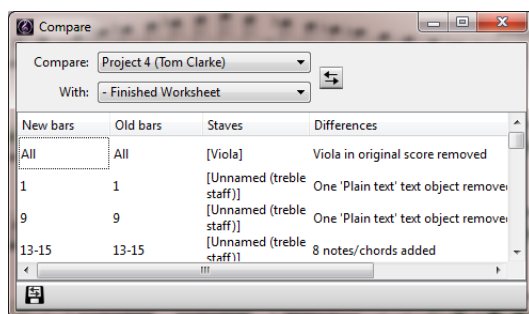 Compare
Compare: Project 4 (Tom Clarke)
With: - Finished Worksheet
New bars Old bars Staves Differences
All All [Viola] Viola in original score removed
1 1 [Unnamed (treble staff)] One 'Plain text' text object remove
9 9 [Unnamed (treble staff)] One 'Plain text' text object remove
13-15 13-15 [Unnamed (treble staff)] 8 notes/chords added